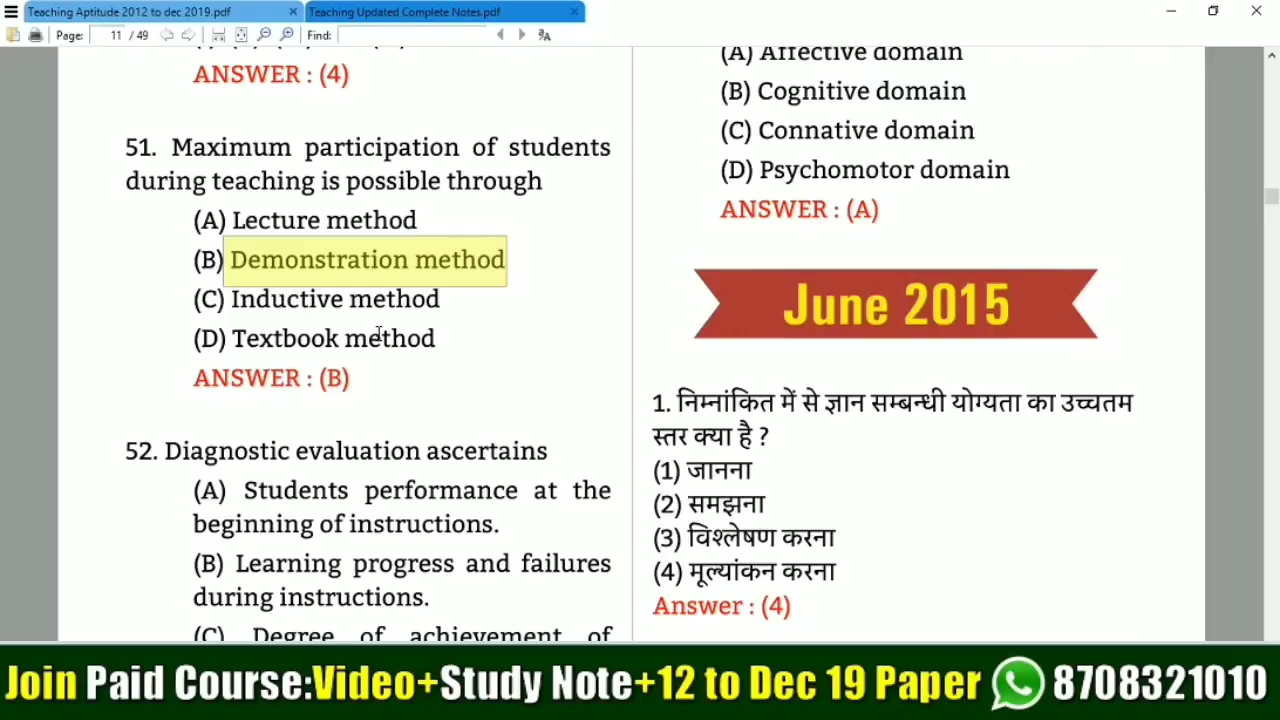 Teaching Aptitude 2012 to dec 2019.pdf
Teaching Updated Complete Notes.pdf
Page: 11 / 49
Find:
ANSWER : (4)
51. Maximum participation of students
during teaching is possible through
(A) Lecture method
(B) Demonstration method
(C) Inductive method
(D) Textbook method
ANSWER : (B)
52. Diagnostic evaluation ascertains
(A) Students performance at the
beginning of instructions.
(B) Learning progress and failures
during instructions.
(C) Degree of achievement of
(A) Affective domain
(B) Cognitive domain
(C) Connative domain
(D) Psychomotor domain
ANSWER : (A)
June 2015
1. निम्नांकित में से ज्ञान सम्बन्धी योग्यता का उच्चतम
स्तर क्या है ?
(1) जानना
(2) समझना
(3) विश्लेषण करना
(4) मूल्यांकन करना
Answer : (4)
Join Paid Course:Video+Study Note+12 to Dec 19 Paper 8708321010